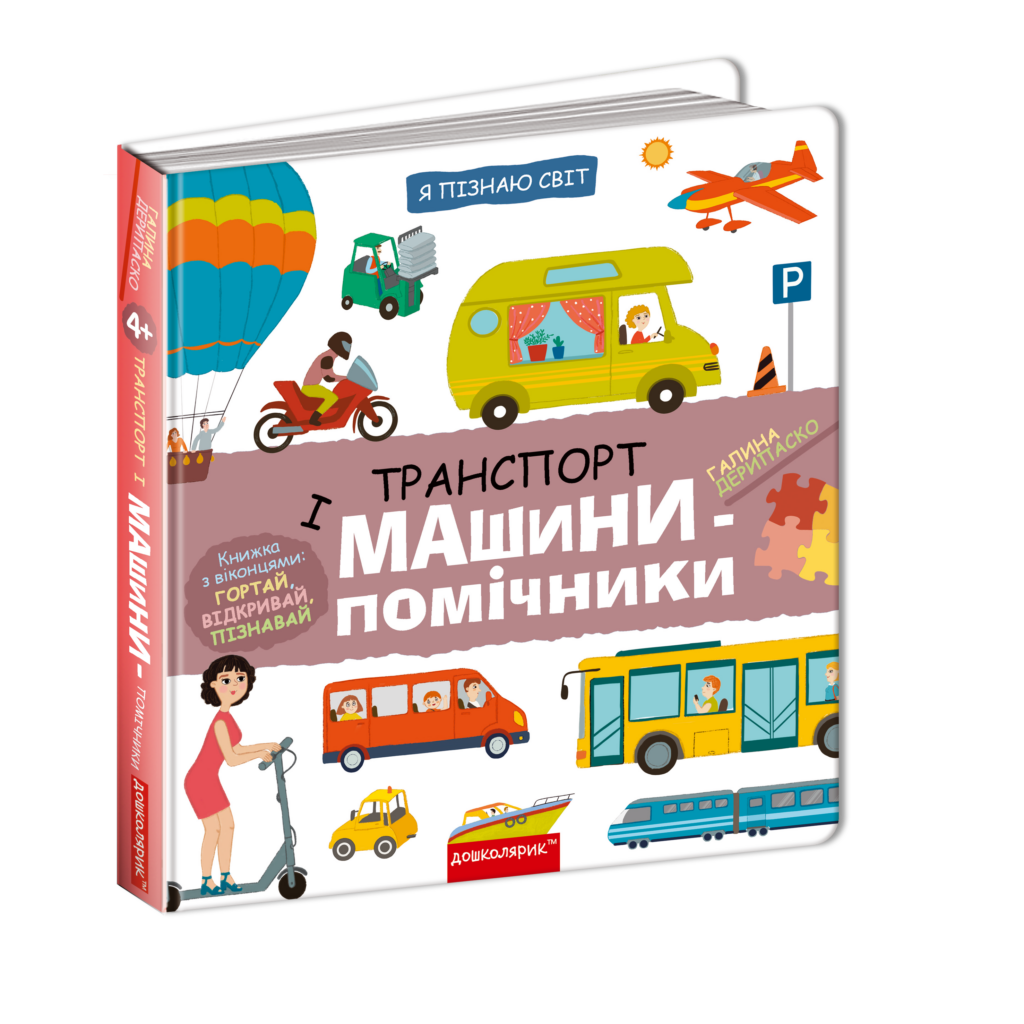 Я ПІЗНАЮ СВІТ
P
ТРАНСПОРТ
І
МАШИНИ -
ПОМІЧНИКИ
ГАЛИНА
ДЕРИПАСКО
Книжка
з віконцями:
ГОРТАЙ,
ВІДКРИВАЙ,
ПІЗНАВАЙ
ДОШКОЛЯРИК™
ГАЛИНА
ДЕРИПАСКО
4+
ТРАНСПОРТ І МАШИНИ - ПОМІЧНИКИ
ДОШКОЛЯРИК™